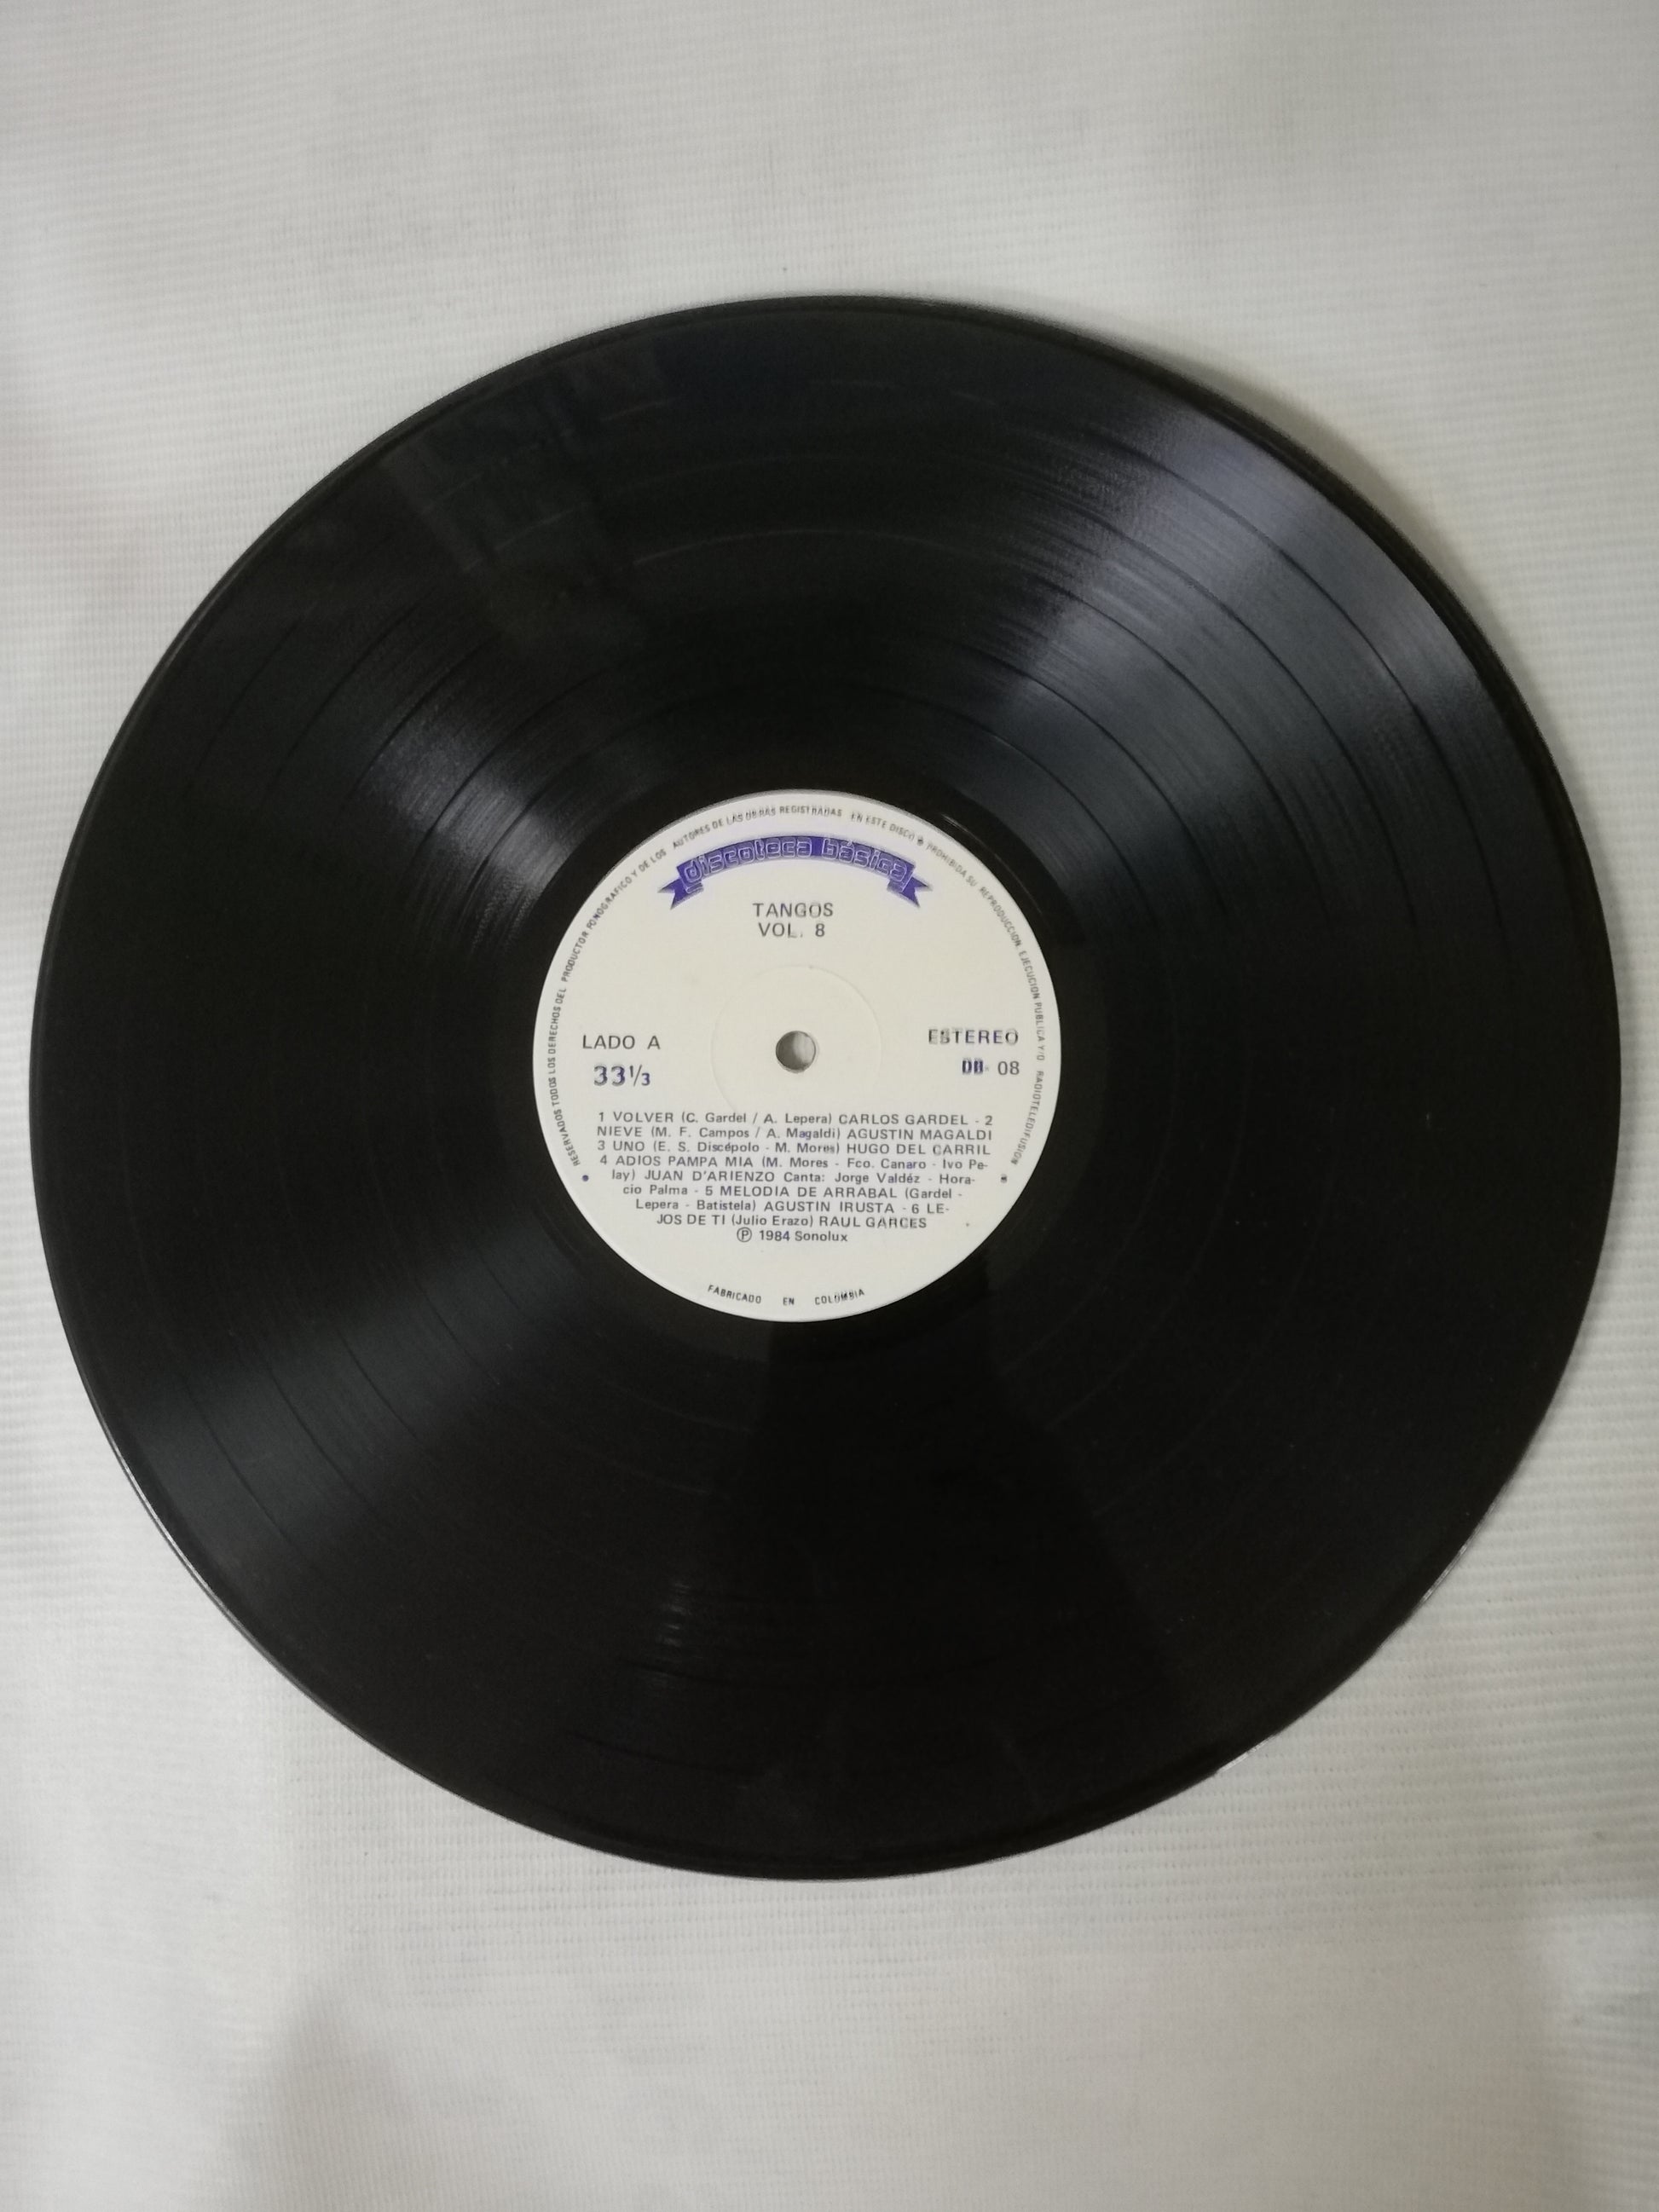 RESERVADOS TODOS LOS DERECHOS DEL PRODUCTOR FONOGRAFICO Y DE LOS AUTORES DE LAS OBRAS REGISTRADAS EN ESTE DISCO • PROHIBIDA SU REPRODUCCION, EJECUCION PUBLICA Y/O RADIOTELEDIFUSION
discoteca básica
TANGOS
VOL. 8
LADO A
33⅓
ESTEREO
DB- 08
1 VOLVER (C. Gardel / A. Lepera) CARLOS GARDEL - 2
NIEVE (M. F. Campos / A. Magaldi) AGUSTIN MAGALDI
3 UNO (E. S. Discépolo - M. Mores) HUGO DEL CARRIL
4 ADIOS PAMPA MIA (M. Mores - Fco. Canaro - Ivo Pe-
lay) JUAN D'ARIENZO Canta: Jorge Valdéz - Hora-
cio Palma - 5 MELODIA DE ARRABAL (Gardel -
Lepera - Batistela) AGUSTIN IRUSTA - 6 LE-
JOS DE TI (Julio Erazo) RAUL GARCES
Ⓟ 1984 Sonolux
FABRICADO EN COLOMBIA